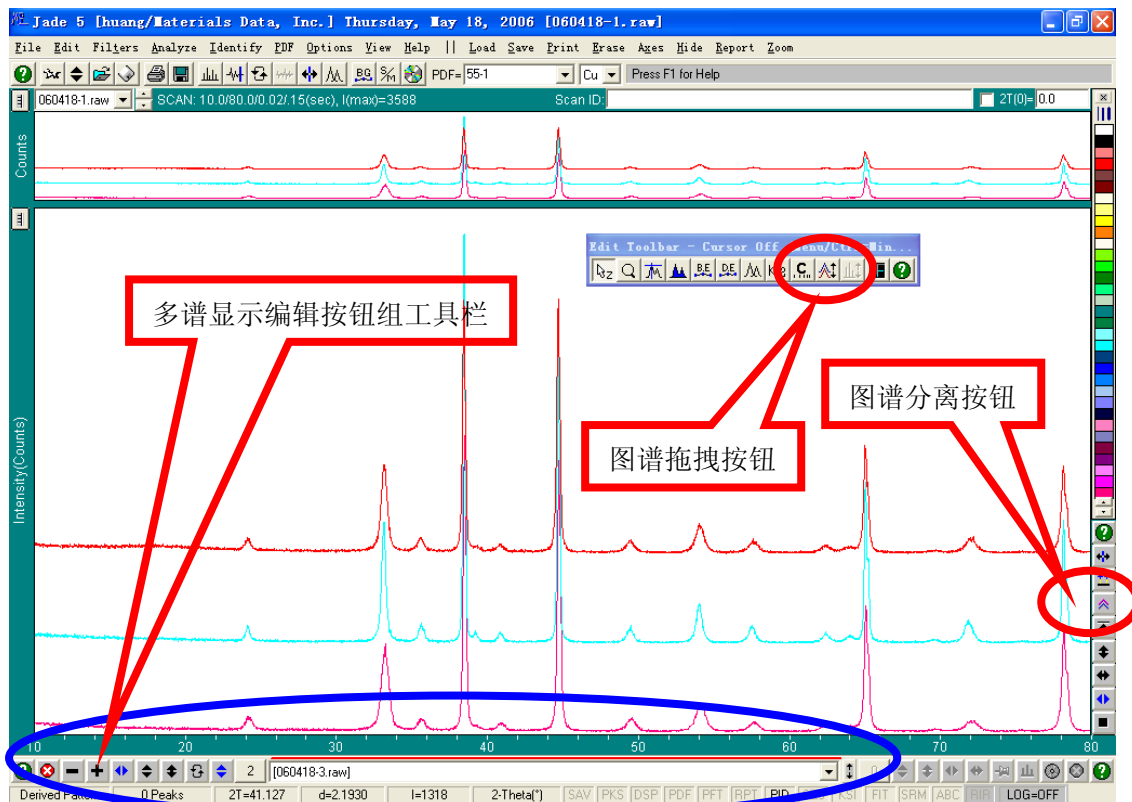 Jade 5 [huang/Materials Data, Inc.] Thursday, May 18, 2006 [060418-1.raw]
File Edit Filters Analyze Identify PDF Options View Help || Load Save Print Erase Axes Hide Report Zoom
BG S/M PDF= 55-1 Cu Press F1 for Help
060418-1.raw SCAN: 10.0/80.0/0.02/.15(sec), I(max)=3588 Scan ID: 2T(0)= 0.0
Counts
Edit Toolbar - Cursor Off
B.E D.E
多谱显示编辑按钮组工具栏
图谱分离按钮
图谱拖拽按钮
Intensity(Counts)
10 20 30 40 50 60 70 80
2 [060418-3.raw]
0 Peaks 2T=41.127 d=2.1930 I=1318 2-Theta(°) SAV PKS DSP PDF PFT RPT PID KSI FIT SRM ABC RIR LOG=OFF